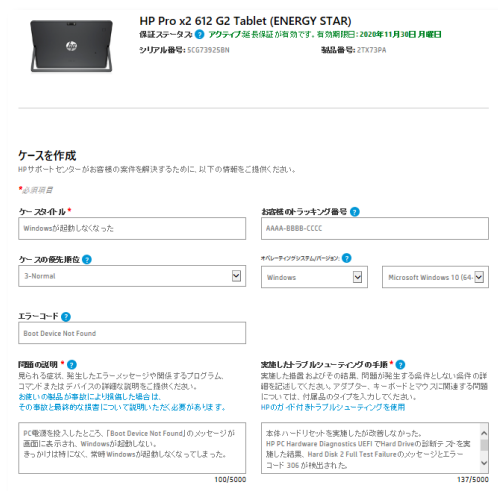 HP Pro x2 612 G2 Tablet (ENERGY STAR)
保証ステータス: ? アクティブ 延長保証が有効です。有効期限日: 2020年11月30日 月曜日
シリアル番号: 5CG73925BN 製品番号: 2TX73PA
hp
ケースを作成
HPサポートセンターがお客様の案件を解決するために、以下の情報をご提供ください。
*必須項目
ケースタイトル * お客様のトラッキング番号 ?
Windowsが起動しなくなった AAAA-BBBB-CCCC
ケースの優先順位 ? オペレーティングシステム/バージョン: ?
3-Normal Windows Microsoft Windows 10 (64-
エラーコード ?
Boot Device Not Found
問題の説明 * ? 実施したトラブルシューティングの手順 * ?
見られる症状、発生したエラーメッセージや関係するプログラム、 実施した措置およびその結果、問題が発生する条件としない条件の詳
コマンドまたはデバイスの詳細な説明をご提供ください。 細を記述してください。アダプター、キーボードとマウスに関連する問題
お使いの製品が事故により損傷した場合は、 については、付属品のタイプを入力してください。
その事故と最終的な損害について説明いただく必要があります。 HPのガイド付きトラブルシューティングを使用
PC電源を投入したところ、「Boot Device Not Found」のメッセージが 本体ハードリセットを実施したが改善しなかった。
画面に表示され、Windowsが起動しない。 HP PC Hardware Diagnostics UEFI でHard Driveの診断テストを実
きっかけは特になく、常時Windowsが起動しなくなってしまった。 施した結果、Hard Disk 2 Full Test Failureのメッセージとエラー
コード 306 が検出された。
100/5000 137/5000